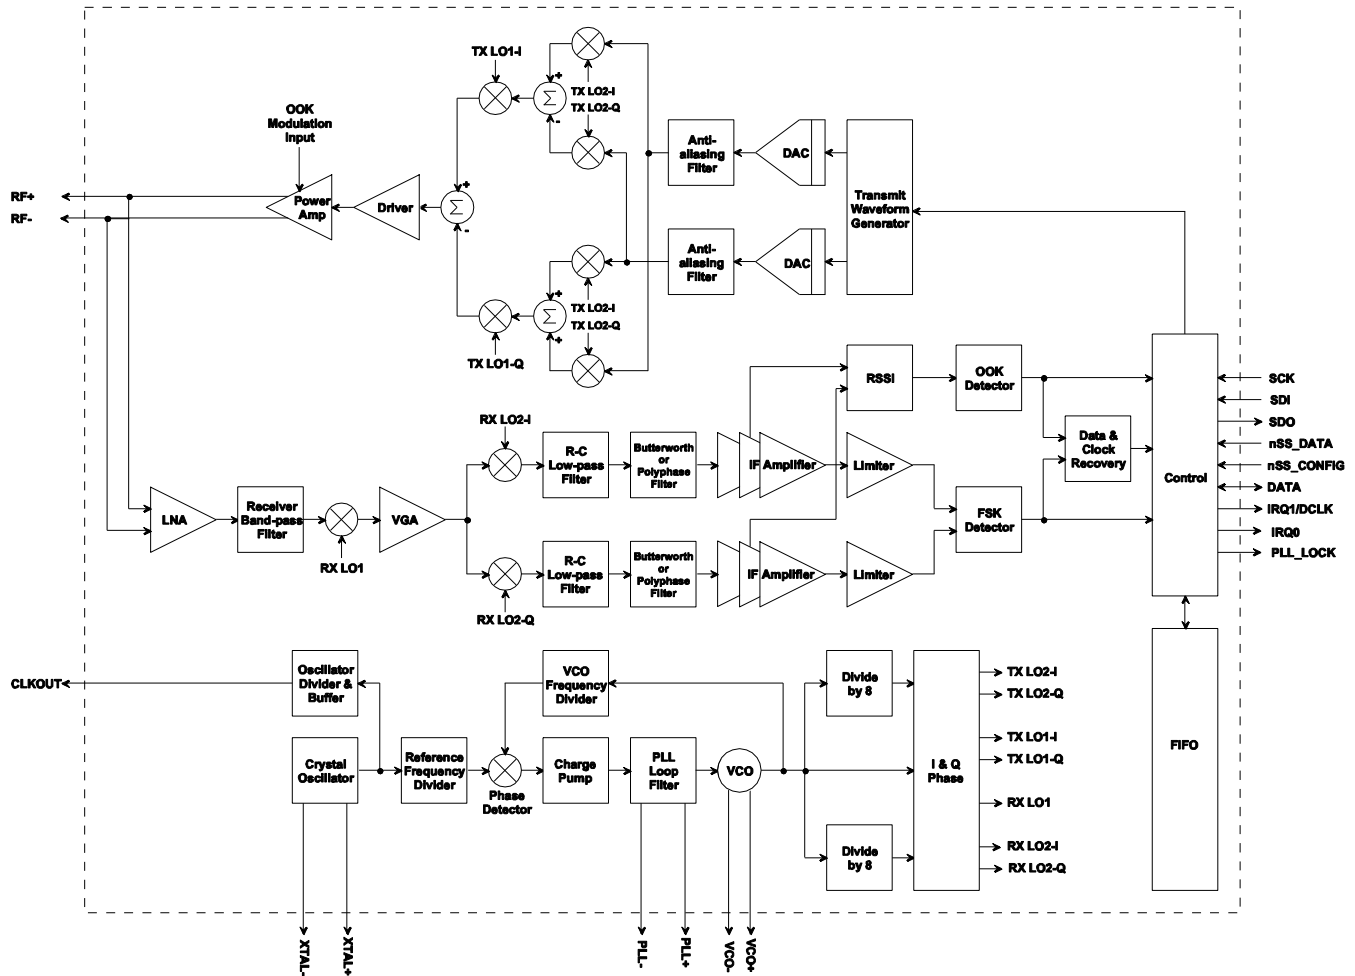 TX LO1-I
+
TX LO2-I
TX LO2-Q
Σ
-
OOK
Modulation
Input
Anti-
aliasing
Filter
DAC
RF+
RF-
Power
Amp
Driver
+
Σ
-
Transmit
Waveform
Generator
Anti-
aliasing
Filter
DAC
+
TX LO2-I
TX LO2-Q
Σ
+
TX LO1-Q
RSSI
OOK
Detector
SCK
SDI
SDO
nSS_DATA
nSS_CONFIG
DATA
IRQ1/DCLK
IRQ0
PLL_LOCK
Control
Data &
Clock
Recovery
RX LO2-I
R-C
Low-pass
Filter
Butterworth
or
Polyphase
Filter
IF Amplifier
Limiter
LNA
Receiver
Band-pass
Filter
RX LO1
VGA
FSK
Detector
R-C
Low-pass
Filter
Butterworth
or
Polyphase
Filter
IF Amplifier
Limiter
RX LO2-Q
CLKOUT
Oscillator
Divider &
Buffer
VCO
Frequency
Divider
Divide
by 8
TX LO2-I
TX LO2-Q
TX LO1-I
TX LO1-Q
RX LO1
RX LO2-I
RX LO2-Q
I & Q
Phase
FIFO
Crystal
Oscillator
Reference
Frequency
Divider
Phase
Detector
Charge
Pump
PLL
Loop
Filter
VCO
Divide
by 8
XTAL-
XTAL+
PLL-
PLL+
VCO-
VCO+